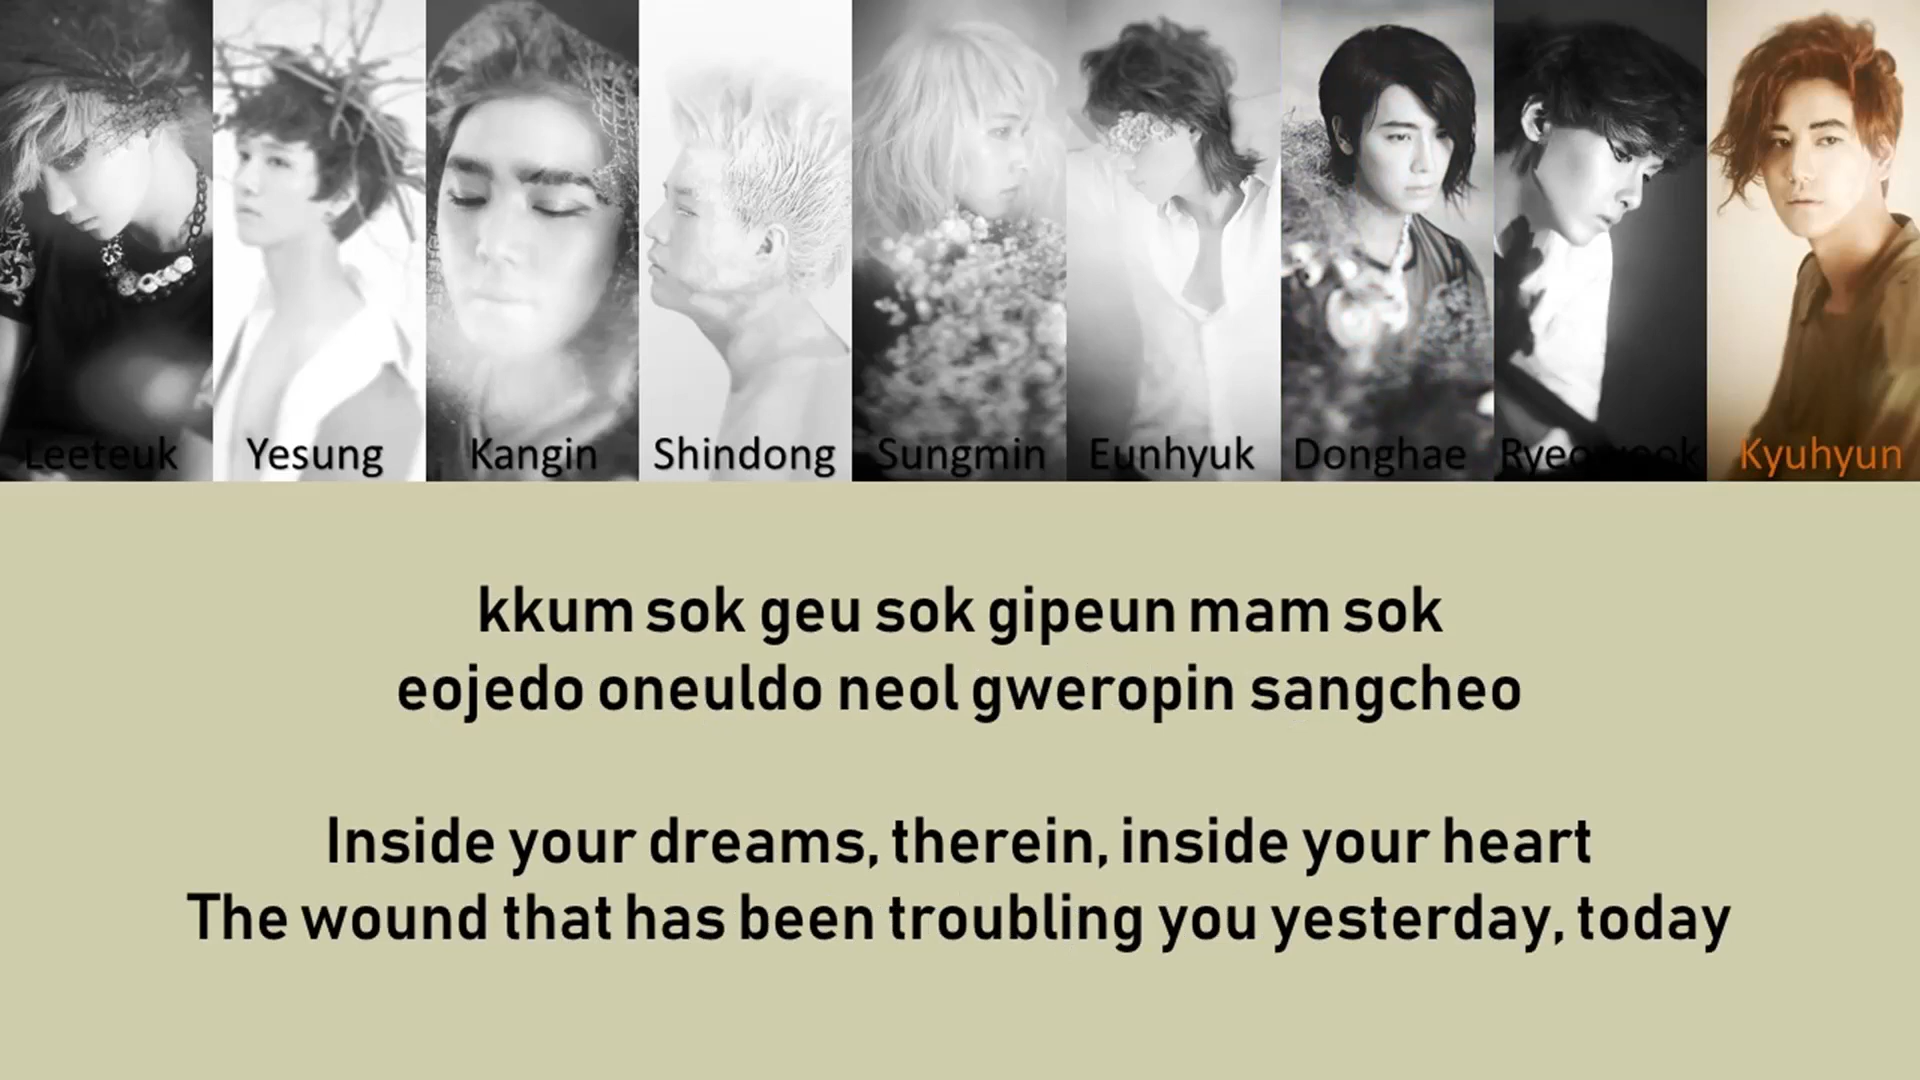 Leeteuk Yesung Kangin Shindong Sungmin Eunhyuk Donghae Ryeowook Kyuhyun
kkum sok geu sok gipeun mam sok
eojedo oneuldo neol gweropin sangcheo
Inside your dreams, therein, inside your heart
The wound that has been troubling you yesterday, today